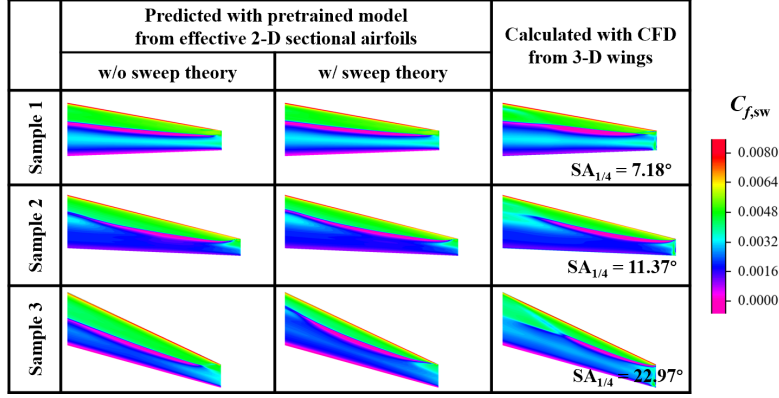 Predicted with pretrained model
from effective 2-D sectional airfoils
Calculated with CFD
from 3-D wings
w/o sweep theory
w/ sweep theory
Sample 1
SA1/4 = 7.18°
Sample 2
SA1/4 = 11.37°
Sample 3
SA1/4 = 22.97°
Cf,sw
0.0080
0.0064
0.0048
0.0032
0.0016
0.0000